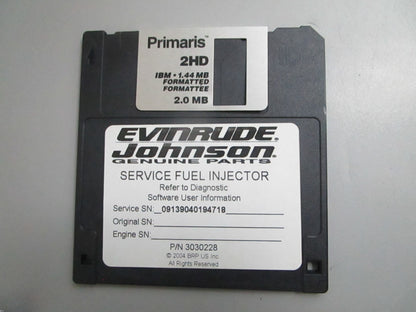 Primaris™
2HD
IBM • 1.44 MB
FORMATTED
FORMATTEE
2.0 MB
EVINRUDE®
Johnson®
GENUINE PARTS
SERVICE FUEL INJECTOR
Refer to Diagnostic
Software User Information
Service SN: 09139040194718
Original SN:
Engine SN:
P/N 3030228
© 2004 BRP US Inc.
All Rights Reserved